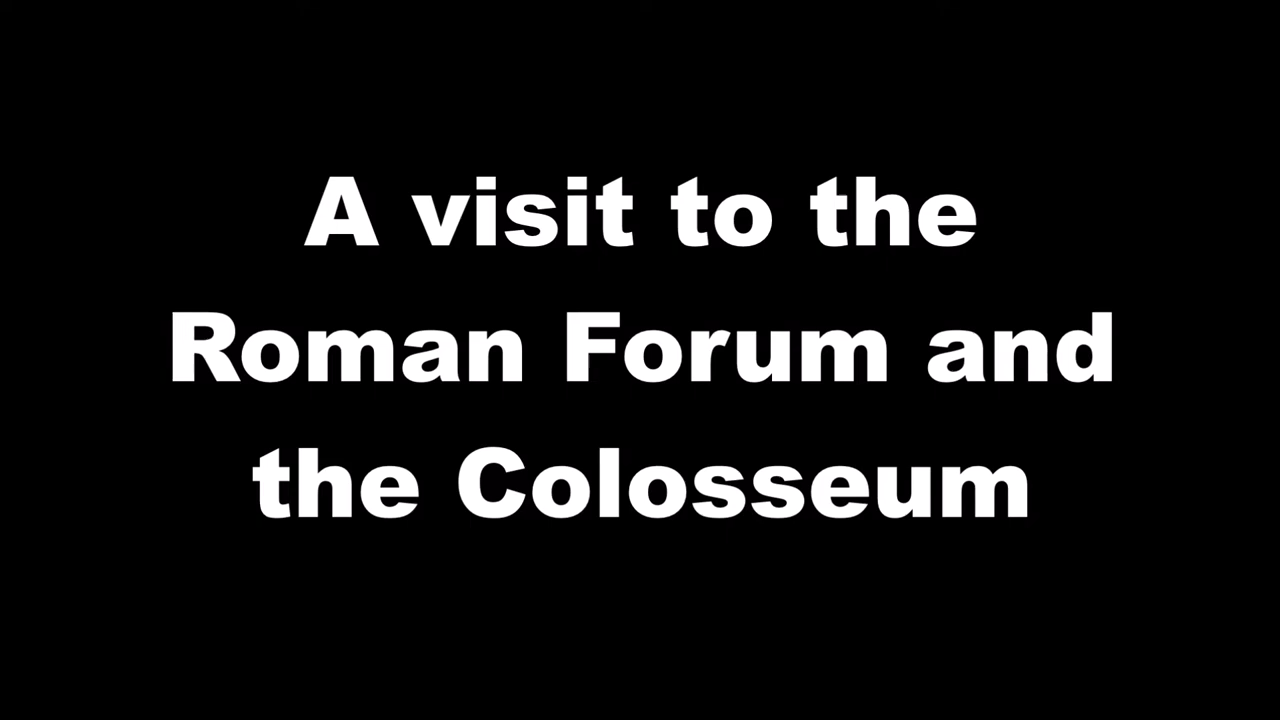 A visit to the
Roman Forum and
the Colosseum